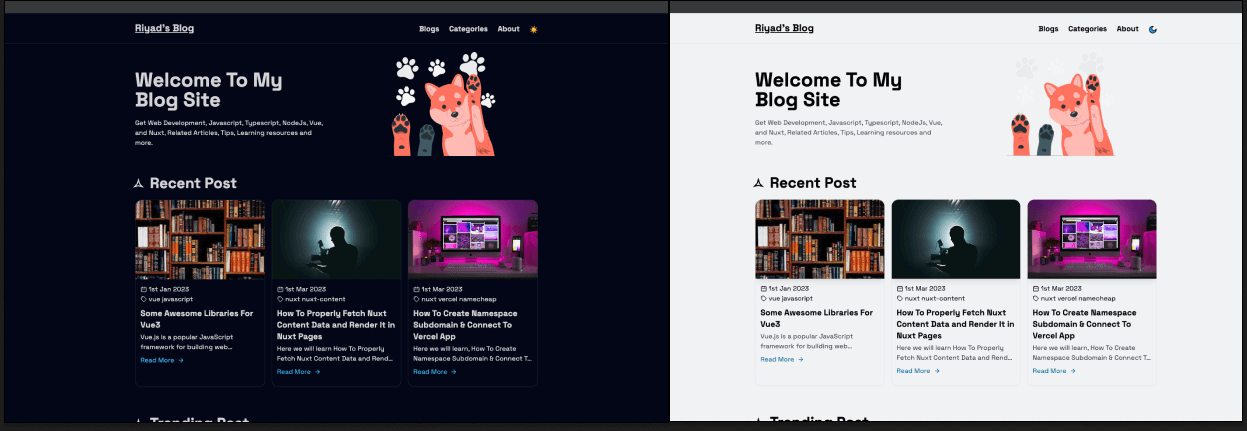 Riyad's Blog
Blogs Categories About
Welcome To My
Blog Site
Get Web Development, Javascript, Typescript, NodeJs, Vue,
and Nuxt, Related Articles, Tips, Learning resources and
more.
Recent Post
1st Jan 2023
vue javascript
Some Awesome Libraries For
Vue3
Vue.js is a popular JavaScript
framework for building web...
Read More →
1st Mar 2023
nuxt nuxt-content
How To Properly Fetch Nuxt
Content Data and Render It in
Nuxt Pages
Here we will learn How To Properly
Fetch Nuxt Content Data and Rend...
Read More →
1st Mar 2023
nuxt vercel namecheap
How To Create Namespace
Subdomain & Connect To
Vercel App
Here we will learn, How To Create
Namespace Subdomain & Connect T...
Read More →
Trending Post
Riyad's Blog
Blogs Categories About
Welcome To My
Blog Site
Get Web Development, Javascript, Typescript, NodeJs, Vue,
and Nuxt, Related Articles, Tips, Learning resources and
more.
Recent Post
1st Jan 2023
vue javascript
Some Awesome Libraries For
Vue3
Vue.js is a popular JavaScript
framework for building web...
Read More →
1st Mar 2023
nuxt nuxt-content
How To Properly Fetch Nuxt
Content Data and Render It in
Nuxt Pages
Here we will learn How To Properly
Fetch Nuxt Content Data and Rend...
Read More →
1st Mar 2023
nuxt vercel namecheap
How To Create Namespace
Subdomain & Connect To
Vercel App
Here we will learn, How To Create
Namespace Subdomain & Connect T...
Read More →
Trending Post